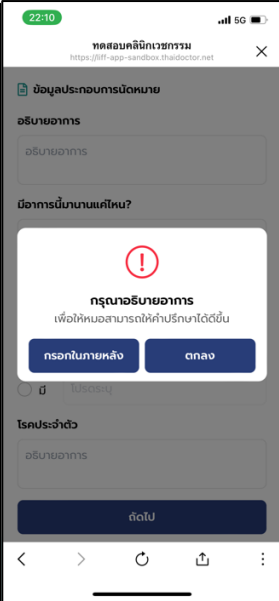 22:10
5G
ทดสอบคลินิกเวชกรรม
https://liff-app-sandbox.thaidoctor.net
ข้อมูลประกอบการนัดหมาย
อธิบายอาการ
อธิบายอาการ
มีอาการนี้มานานแค่ไหน?
กรุณาอธิบายอาการ
เพื่อให้หมอสามารถให้คำปรึกษาได้ดีขึ้น
กรอกในภายหลัง
ตกลง
มี
โปรดระบุ
โรคประจำตัว
อธิบายอาการ
ถัดไป